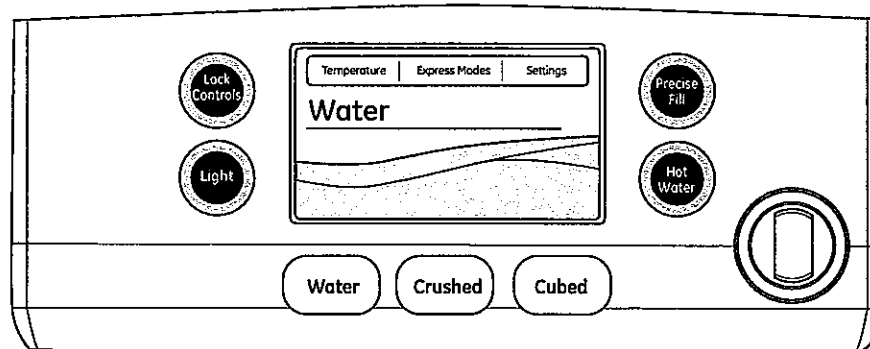 Lock
Controls
Temperature
Express Modes
Settings
Precise
Fill
Water
Light
Hot
Water
Water
Crushed
Cubed